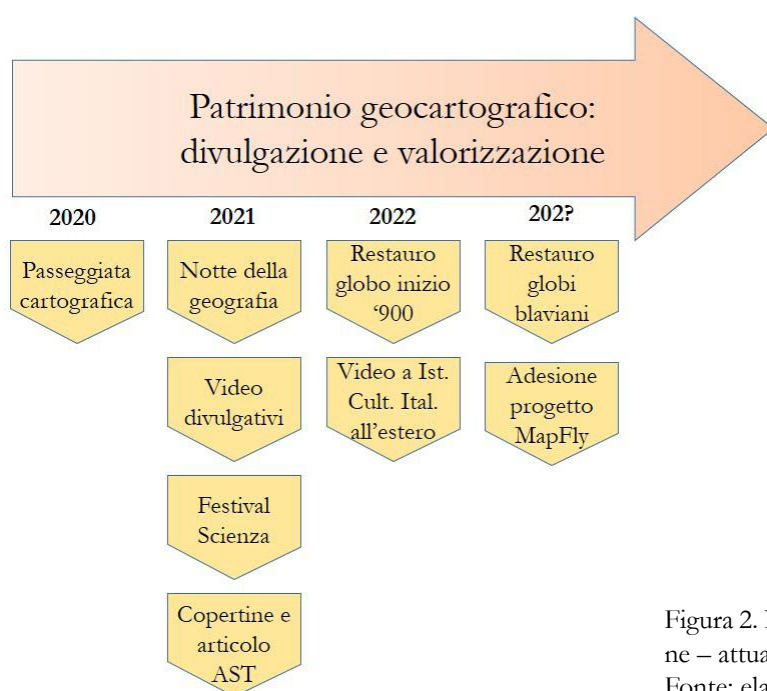 Patrimonio geocartografico:
divulgazione e valorizzazione
2020
2021
2022
202?
Passeggiata
cartografica
Notte della
geografia
Restauro
globo inizio
‘900
Restauro
globi
blaviani
Video
divulgativi
Video a Ist.
Cult. Ital.
all’estero
Adesione
progetto
MapFly
Festival
Scienza
Copertine e
articolo
AST
Figura 2.
ne – attua
Fonte: ela